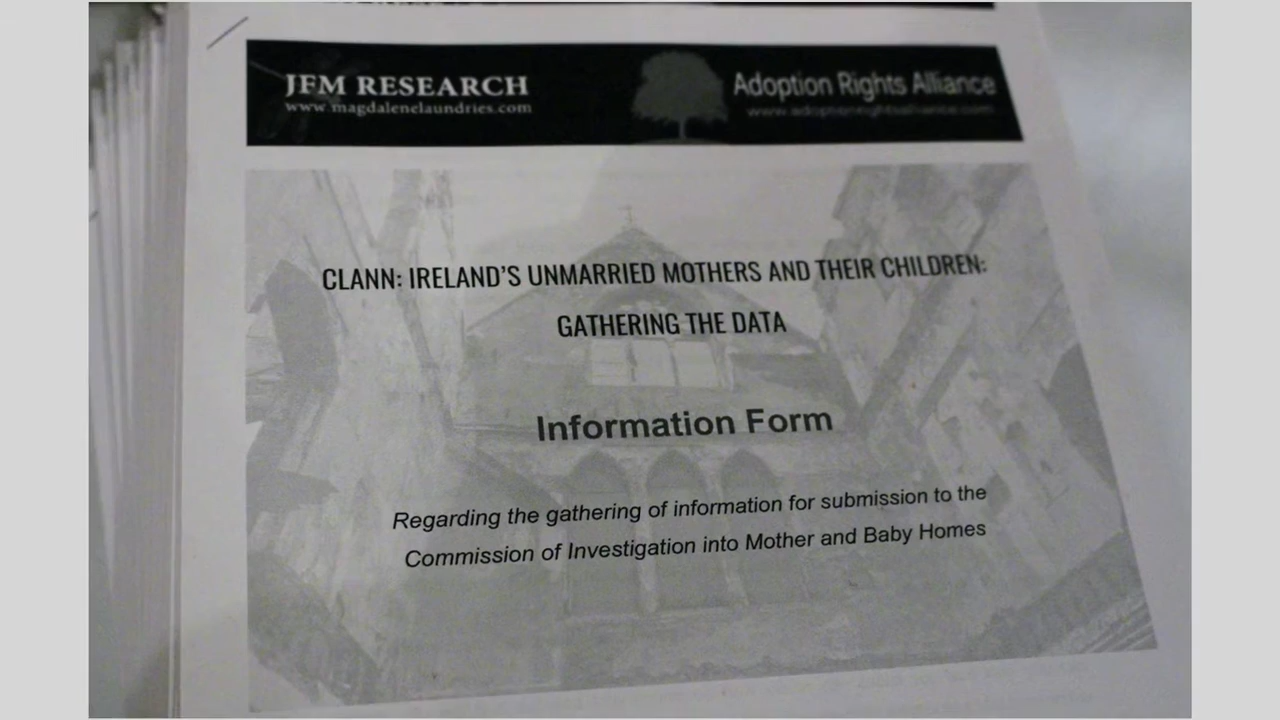 JFM RESEARCH
www.magdalenelaundries.com
Adoption Rights Alliance
www.adoptionrightsalliance.com
CLANN: IRELAND'S UNMARRIED MOTHERS AND THEIR CHILDREN:
GATHERING THE DATA
Information Form
Regarding the gathering of information for submission to the
Commission of Investigation into Mother and Baby Homes